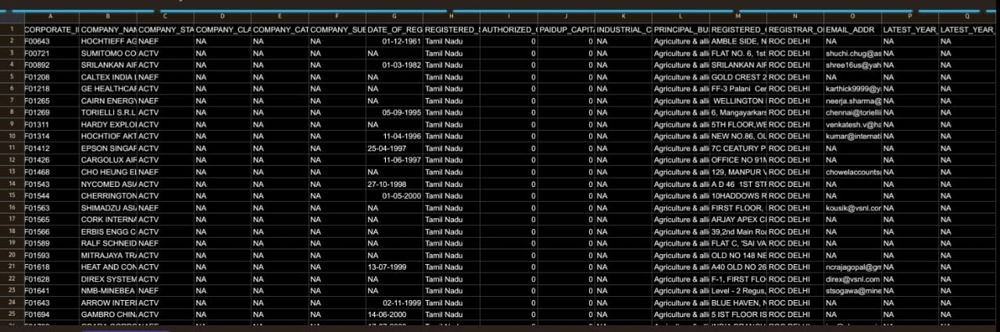 A B C D E F G H I J K L M N O P Q
1 CORPORATE_I COMPANY_NAM COMPANY_STA COMPANY_CLA COMPANY_CAT COMPANY_SUE DATE_OF_REG REGISTERED_S AUTHORIZED_ PAIDUP_CAPIT INDUSTRIAL_C PRINCIPAL_BU REGISTERED_ REGISTRAR_O EMAIL_ADDR LATEST_YEAR_ LATEST_YEAR_
2 F00643 HOCHTIEFF AG NAEF NA NA NA 01-12-1961 Tamil Nadu 0 0 NA Agriculture & alli AMBLE SIDE, N ROC DELHI NA NA NA
3 F00721 SUMITOMO CO ACTV NA NA NA NA Tamil Nadu 0 0 NA Agriculture & alli FLAT NO. 6, 1st ROC DELHI shuchi.chug@as NA NA
4 F00892 SRILANKAN AIF ACTV NA NA NA 01-03-1982 Tamil Nadu 0 0 NA Agriculture & alli SRILANKAN AIF ROC DELHI shree16us@yah NA NA
5 F01208 CALTEX INDIA L NAEF NA NA NA NA Tamil Nadu 0 0 NA Agriculture & alli GOLD CREST 2 ROC DELHI NA NA NA
6 F01218 GE HEALTHCAF ACTV NA NA NA NA Tamil Nadu 0 0 NA Agriculture & alli FF-3 Palani Cer ROC DELHI karthick9999@y NA NA
7 F01265 CAIRN ENERGY NAEF NA NA NA NA Tamil Nadu 0 0 NA Agriculture & alli WELLINGTON ROC DELHI neerja.sharma@ NA NA
8 F01269 TORIELLI S.R.L ACTV NA NA NA 05-09-1995 Tamil Nadu 0 0 NA Agriculture & alli 6, Mangayarkars ROC DELHI chennai@torielli NA NA
9 F01311 HARDY EXPLOI ACTV NA NA NA NA Tamil Nadu 0 0 NA Agriculture & alli 5TH FLOOR,WE ROC DELHI venkatesh.v@ha NA NA
10 F01314 HOCHTIOF AKT ACTV NA NA NA 11-04-1996 Tamil Nadu 0 0 NA Agriculture & alli NEW NO.86, OL ROC DELHI kumar@internati NA NA
11 F01412 EPSON SINGAF ACTV NA NA NA 25-04-1997 Tamil Nadu 0 0 NA Agriculture & alli 7C CEATURY P ROC DELHI NA NA NA
12 F01426 CARGOLUX AIF ACTV NA NA NA 11-06-1997 Tamil Nadu 0 0 NA Agriculture & alli OFFICE NO 91M ROC DELHI NA NA NA
13 F01468 CHO HEUNG EI NAEF NA NA NA NA Tamil Nadu 0 0 NA Agriculture & alli 129, MANPUR V ROC DELHI chowelaccounts NA NA
14 F01543 NYCOMED ASI ACTV NA NA NA 27-10-1998 Tamil Nadu 0 0 NA Agriculture & alli A D 46 1ST STF ROC DELHI NA NA NA
15 F01544 CHERRINGTON ACTV NA NA NA 01-05-2000 Tamil Nadu 0 0 NA Agriculture & alli 10HADDOWS R ROC DELHI NA NA NA
16 F01563 SHIMADZU ASI NAEF NA NA NA NA Tamil Nadu 0 0 NA Agriculture & alli FIRST FLOOR, ROC DELHI kousik@vsnl.com NA NA
17 F01565 CORK INTERNA ACTV NA NA NA NA Tamil Nadu 0 0 NA Agriculture & alli ARJAY APEX C ROC DELHI NA NA NA
18 F01566 ERBIS ENGG C ACTV NA NA NA NA Tamil Nadu 0 0 NA Agriculture & alli 39,2nd Main Roa ROC DELHI NA NA NA
19 F01589 RALF SCHNEID NAEF NA NA NA NA Tamil Nadu 0 0 NA Agriculture & alli FLAT C, 'SAI VA ROC DELHI NA NA NA
20 F01593 MITRAJAYA TR ACTV NA NA NA NA Tamil Nadu 0 0 NA Agriculture & alli OLD NO 148 NE ROC DELHI NA NA NA
21 F01618 HEAT AND CON ACTV NA NA NA 13-07-1999 Tamil Nadu 0 0 NA Agriculture & alli A40 OLD NO 26 ROC DELHI ncrajagopal@gm NA NA
22 F01628 DIREX SYSTEM ACTV NA NA NA NA Tamil Nadu 0 0 NA Agriculture & alli F-1, FIRST FLO ROC DELHI direx@vsnl.com NA NA
23 F01641 NMB-MINEBEA NAEF NA NA NA NA Tamil Nadu 0 0 NA Agriculture & alli Level - 2 Regus, ROC DELHI stsogawa@mine NA NA
24 F01643 ARROW INTERI ACTV NA NA NA 02-11-1999 Tamil Nadu 0 0 NA Agriculture & alli BLUE HAVEN, N ROC DELHI NA NA NA
25 F01694 GAMBRO CHIN ACTV NA NA NA 14-06-2000 Tamil Nadu 0 0 NA Agriculture & alli 5 IST FLOOR IS ROC DELHI NA NA NA